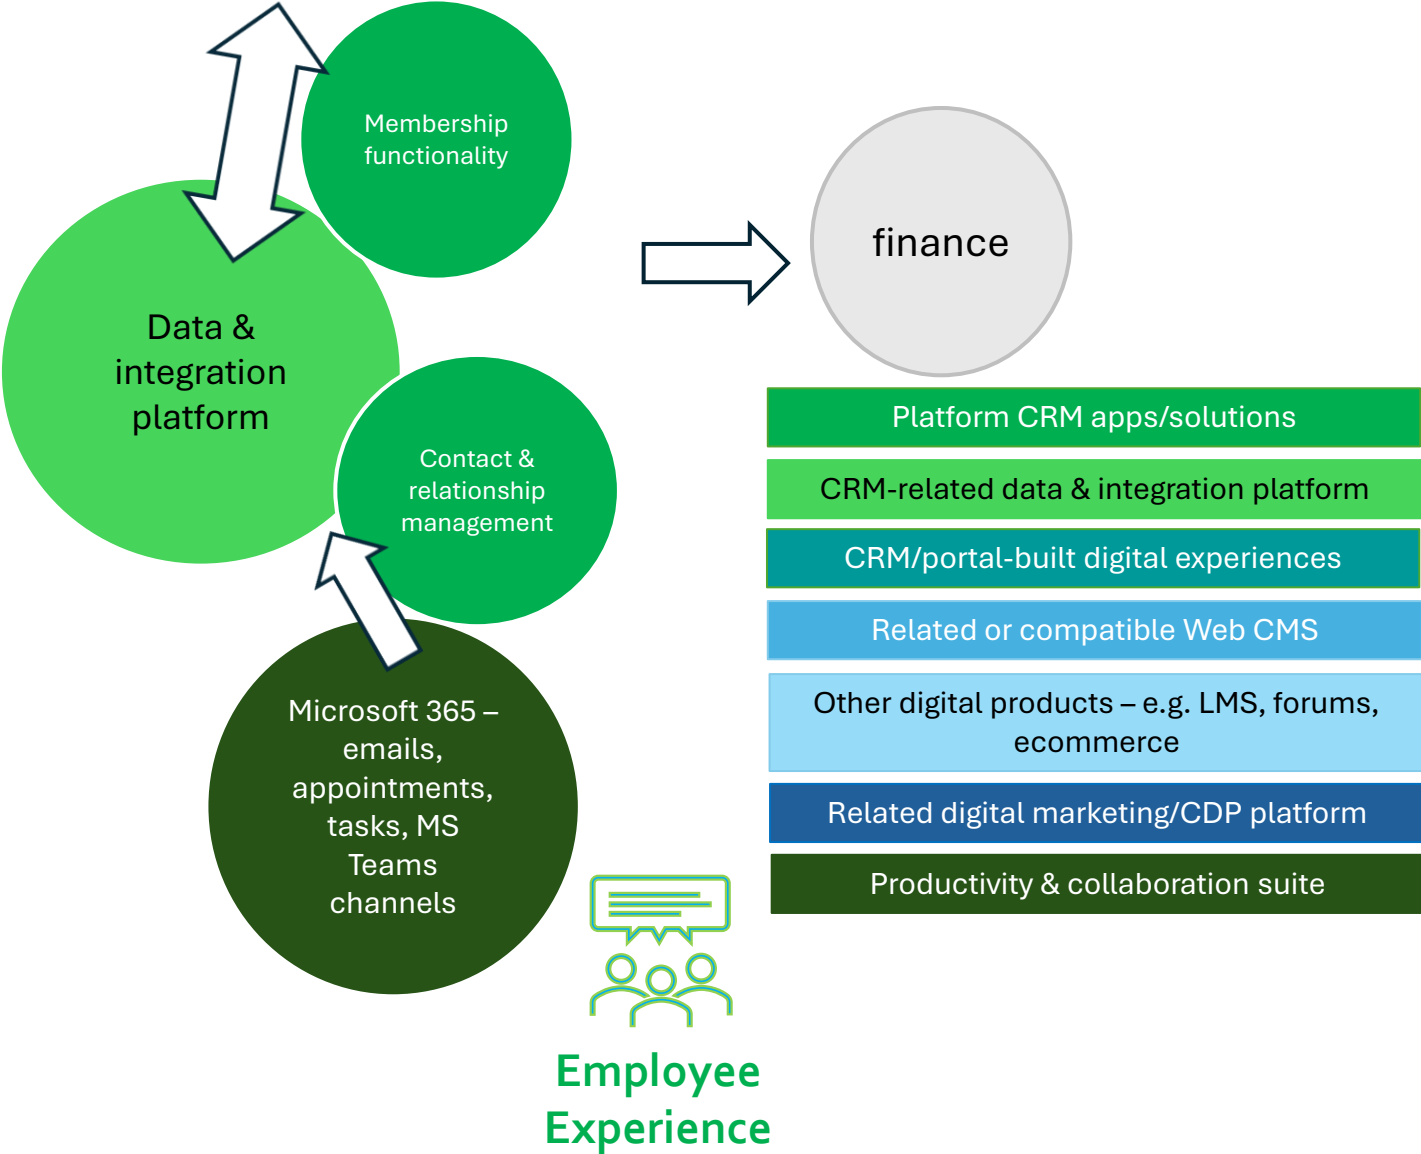 Membership
functionality
finance
Data &
integration
platform
Contact &
relationship
management
Microsoft 365 –
emails,
appointments,
tasks, MS
Teams
channels
Platform CRM apps/solutions
CRM-related data & integration platform
CRM/portal-built digital experiences
Related or compatible Web CMS
Other digital products – e.g. LMS, forums,
ecommerce
Related digital marketing/CDP platform
Productivity & collaboration suite
Employee
Experience